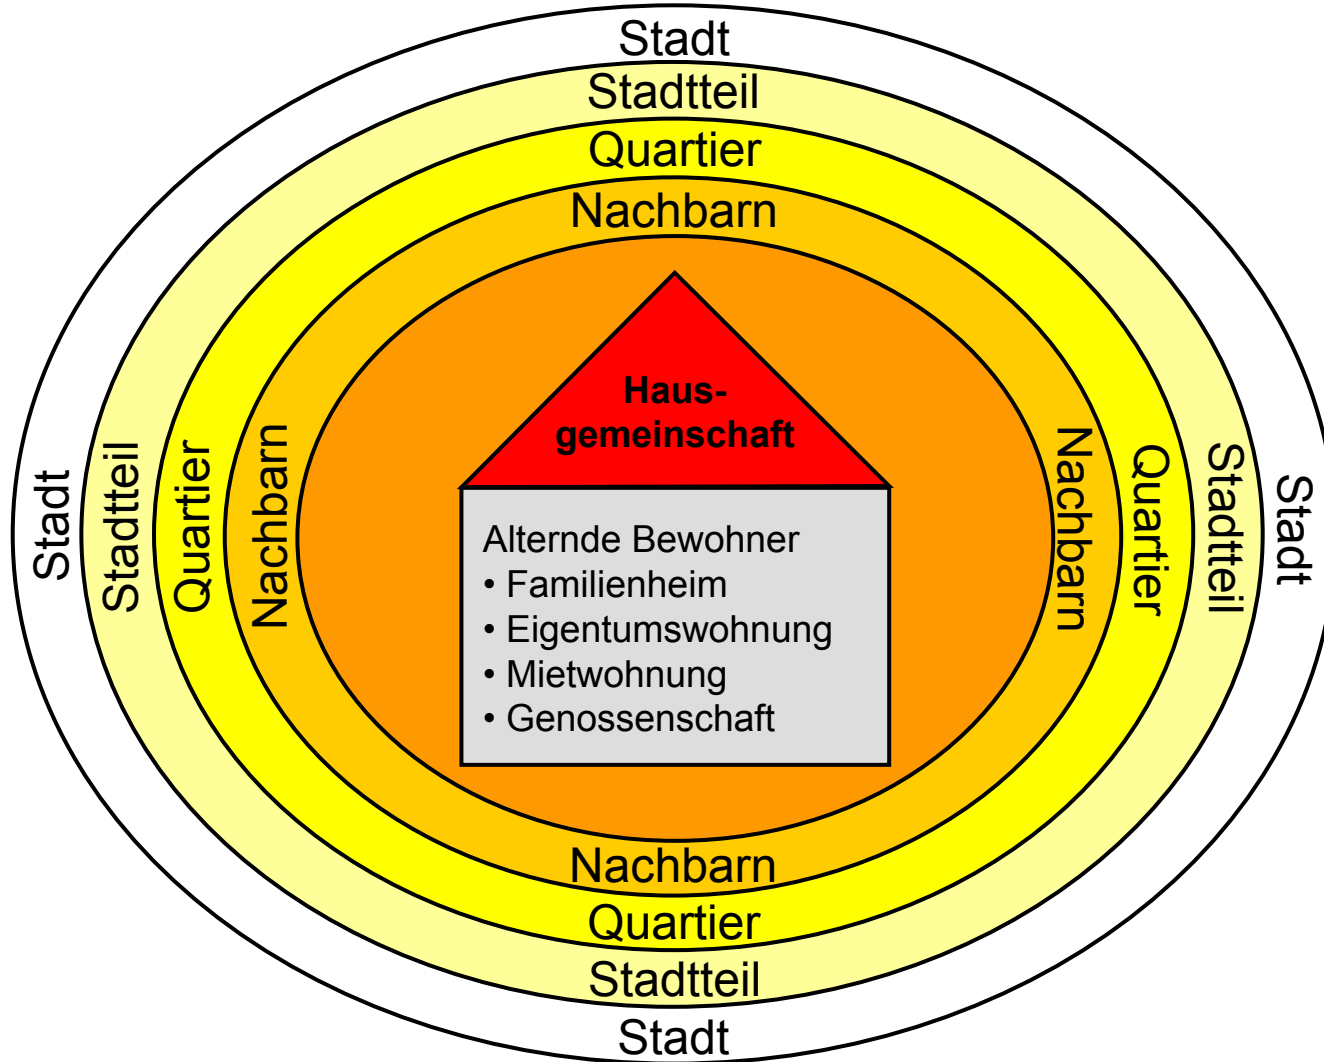 Stadt
Stadtteil
Quartier
Nachbarn
Haus-
gemeinschaft
Stadt
Stadtteil
Quartier
Nachbarn
Alternde Bewohner
• Familienheim
• Eigentumswohnung
• Mietwohnung
• Genossenschaft
Nachbarn
Quartier
Stadtteil
Stadt
Nachbarn
Quartier
Stadtteil
Stadt